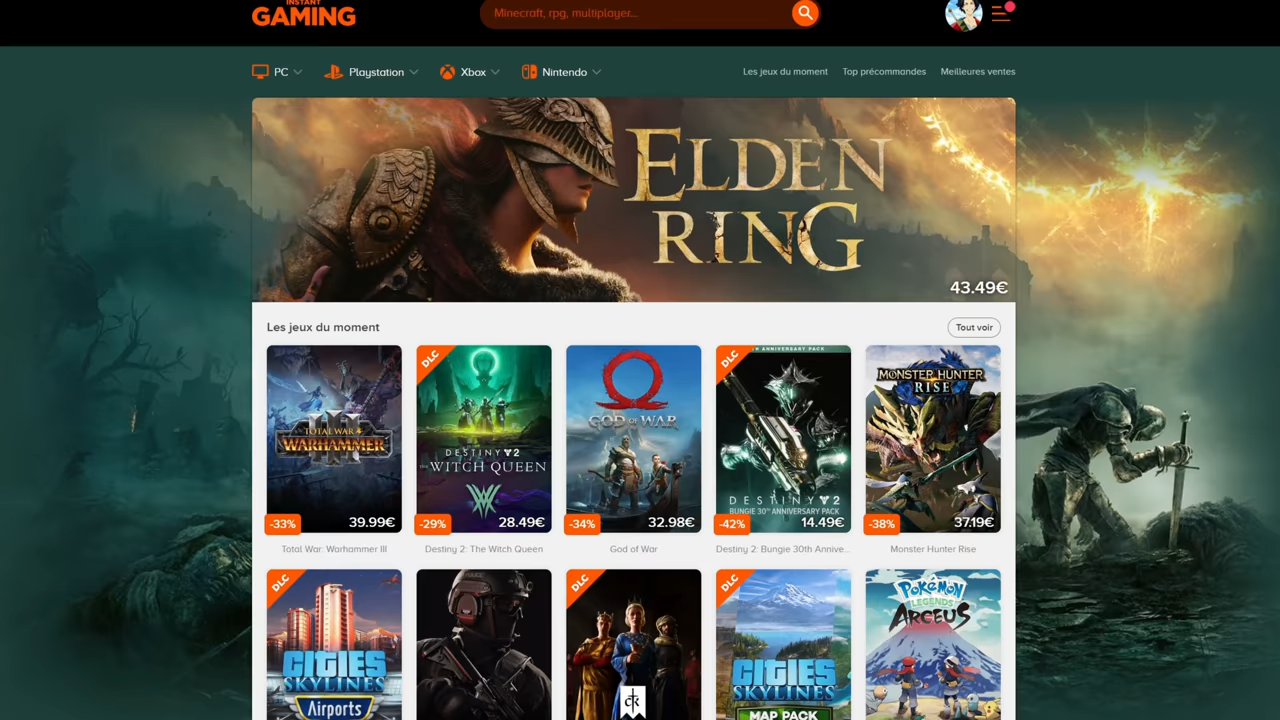 INSTANT
GAMING
Minecraft, rpg, multiplayer...
PC
Playstation
Xbox
Nintendo
Les jeux du moment
Top précommandes
Meilleures ventes
ELDEN
RING
43.49€
Les jeux du moment
Tout voir
TOTAL WAR
WARHAMMER
III
-33%
39.99€
Total War: Warhammer III
DLC
DESTINY 2
THE WITCH QUEEN
-29%
28.49€
Destiny 2: The Witch Queen
GOD OF WAR
-34%
32.98€
God of War
DLC
ANNIVERSARY PACK
DESTINY 2
BUNGIE 30TH ANNIVERSARY PACK
-42%
14.49€
Destiny 2: Bungie 30th Annive...
MONSTER HUNTER
RISE
-38%
37.19€
Monster Hunter Rise
DLC
CITIES
SKYLINES
Airports
POLICE
DLC
DLC
CITIES
SKYLINES
MAP PACK
POKÉMON
LEGENDS
ARCEUS